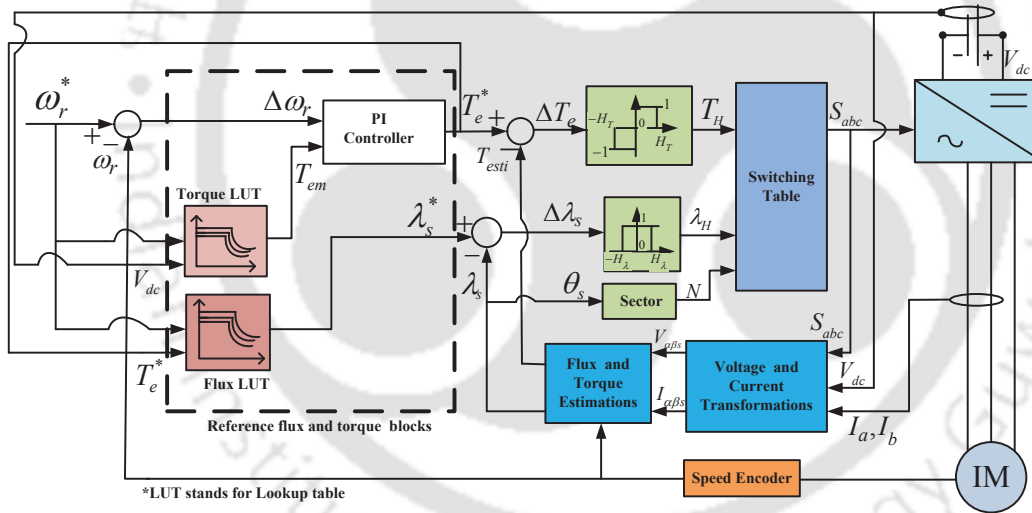 V_dc
ω_r^*
+
−
ω_r
Δω_r
PI
Controller
T_em
T_e^*
+
−
T_esti
ΔT_e
−H_T
1
0
−1
H_T
T_H
S_abc
Switching
Table
Torque LUT
V_dc
Flux LUT
T_e^*
λ_s^*
+
−
λ_s
Δλ_s
1
0
−H_λ
H_λ
λ_H
θ_s
Sector
N
V_αβs
I_αβs
Flux and
Torque
Estimations
Voltage and
Current
Transformations
S_abc
V_dc
I_a, I_b
− +
Reference flux and torque blocks
*LUT stands for Lookup table
Speed Encoder
IM